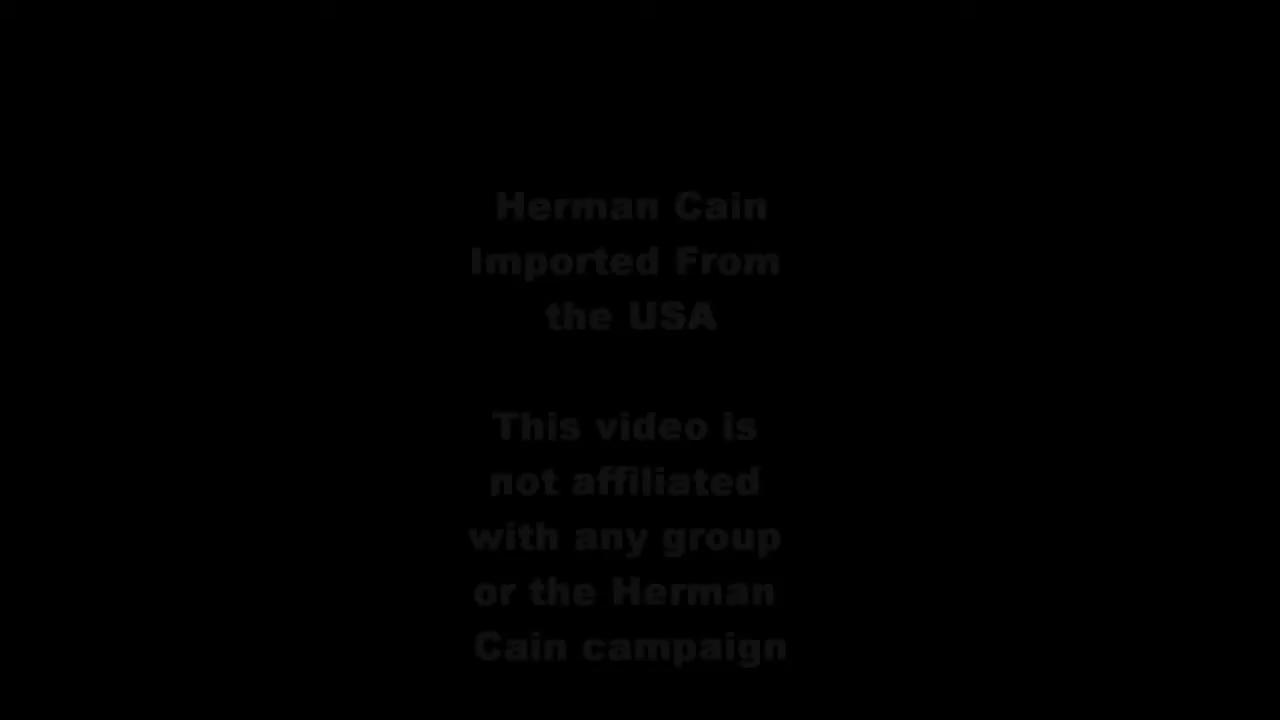 Herman Cain
Imported From
the USA
This video is
not affiliated
with any group
or the Herman
Cain campaign